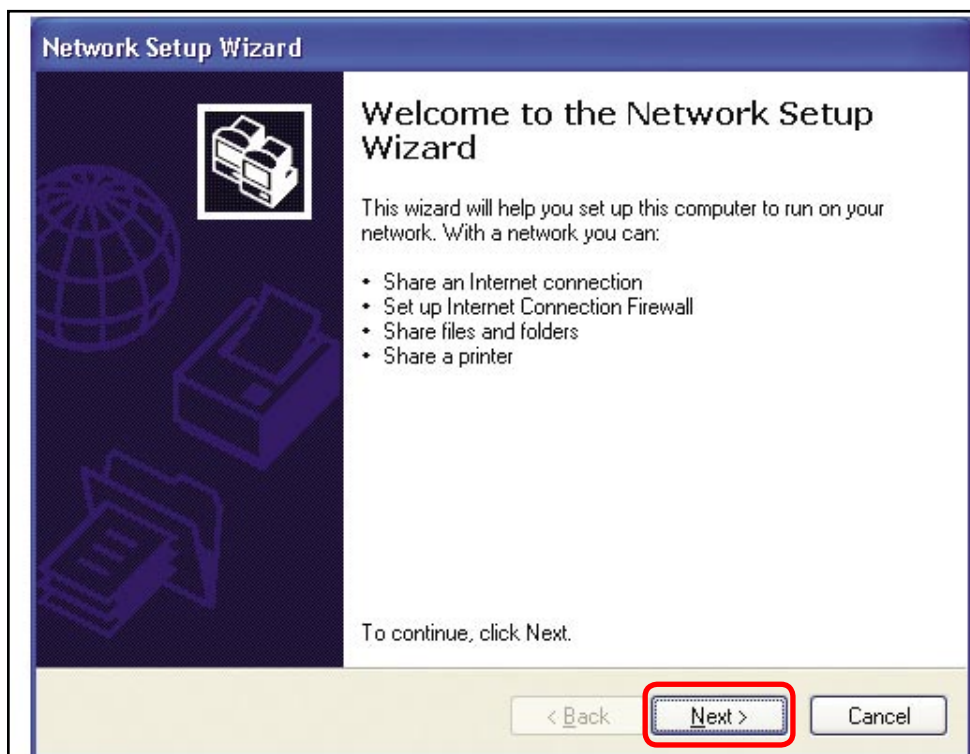 Network Setup Wizard
Welcome to the Network Setup
Wizard
This wizard will help you set up this computer to run on your
network. With a network you can:
• Share an Internet connection
• Set up Internet Connection Firewall
• Share files and folders
• Share a printer
To continue, click Next.
< Back
Next >
Cancel